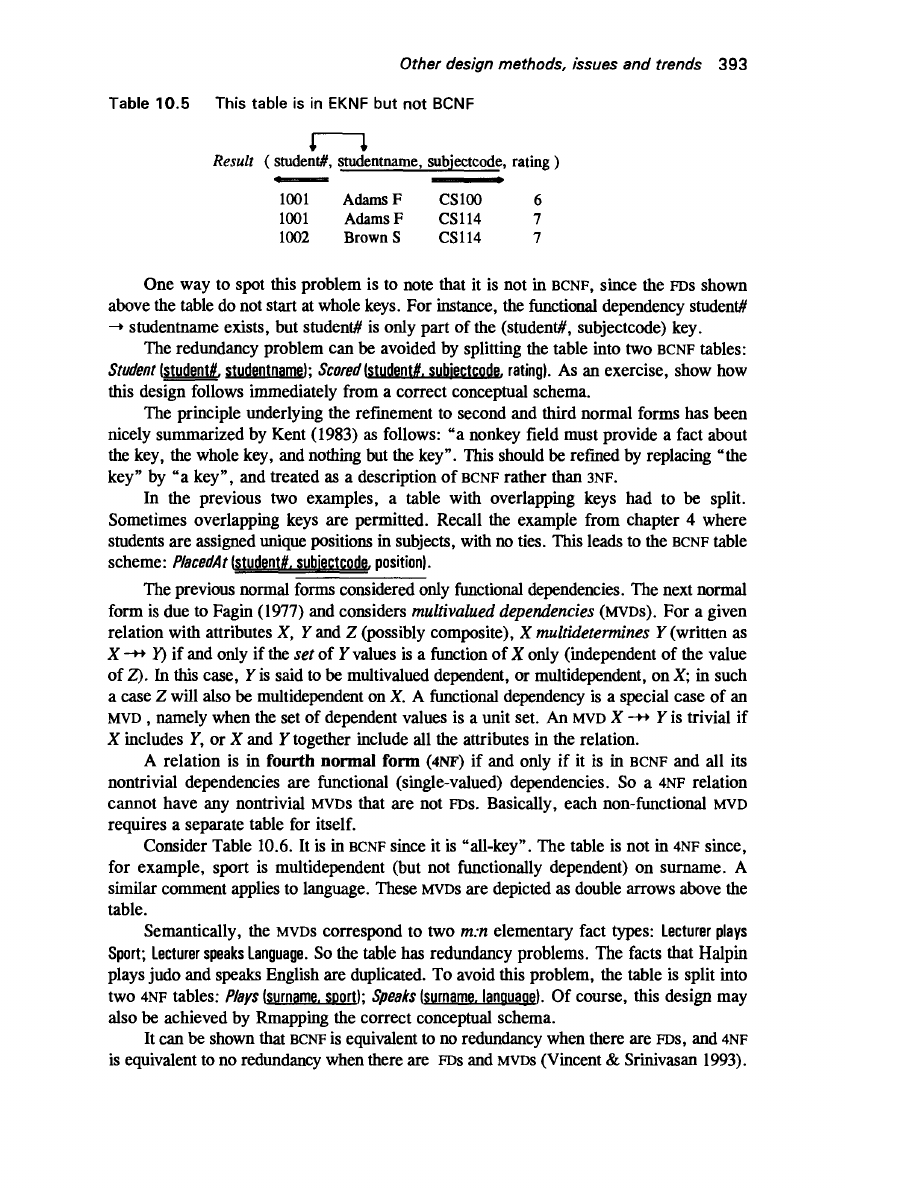 Other design methods, issues and trends 393
Table 10.5 This table is in EKNF but not BCNF
Result ( student#, studentname, subjectcode, rating )
1001 Adams F CS100 6
1001 Adams F CS114 7
1002 Brown S CS114 7
One way to spot this problem is to note that it is not in BCNF, since the FDs shown
above the table do not start at whole keys. For instance, the functional dependency student#
→ studentname exists, but student# is only part of the (student#, subjectcode) key.
The redundancy problem can be avoided by splitting the table into two BCNF tables:
Student (student#, studentname); Scored (student#, subjectcode, rating). As an exercise, show how
this design follows immediately from a correct conceptual schema.
The principle underlying the refinement to second and third normal forms has been
nicely summarized by Kent (1983) as follows: “a nonkey field must provide a fact about
the key, the whole key, and nothing but the key”. This should be refined by replacing “the
key” by “a key”, and treated as a description of BCNF rather than 3NF.
In the previous two examples, a table with overlapping keys had to be split.
Sometimes overlapping keys are permitted. Recall the example from chapter 4 where
students are assigned unique positions in subjects, with no ties. This leads to the BCNF table
scheme: PlacedAt (student#, subjectcode, position).
The previous normal forms considered only functional dependencies. The next normal
form is due to Fagin (1977) and considers multivalued dependencies (MVDs). For a given
relation with attributes X, Y and Z (possibly composite), X multidetermines Y (written as
X ↠ Y) if and only if the set of Y values is a function of X only (independent of the value
of Z). In this case, Y is said to be multivalued dependent, or multidependent, on X; in such
a case Z will also be multidependent on X. A functional dependency is a special case of an
MVD , namely when the set of dependent values is a unit set. An MVD X ↠ Y is trivial if
X includes Y, or X and Y together include all the attributes in the relation.
A relation is in fourth normal form (4NF) if and only if it is in BCNF and all its
nontrivial dependencies are functional (single-valued) dependencies. So a 4NF relation
cannot have any nontrivial MVDs that are not FDs. Basically, each non-functional MVD
requires a separate table for itself.
Consider Table 10.6. It is in BCNF since it is “all-key”. The table is not in 4NF since,
for example, sport is multidependent (but not functionally dependent) on surname. A
similar comment applies to language. These MVDs are depicted as double arrows above the
table.
Semantically, the MVDs correspond to two m:n elementary fact types: Lecturer plays
Sport; Lecturer speaks Language. So the table has redundancy problems. The facts that Halpin
plays judo and speaks English are duplicated. To avoid this problem, the table is split into
two 4NF tables: Plays (surname, sport); Speaks (surname, language). Of course, this design may
also be achieved by Rmapping the correct conceptual schema.
It can be shown that BCNF is equivalent to no redundancy when there are FDs, and 4NF
is equivalent to no redundancy when there are FDs and MVDs (Vincent & Srinivasan 1993).